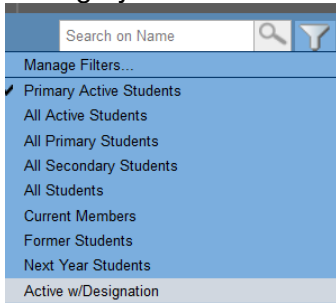 Search on Name
Manage Filters...
Primary Active Students
All Active Students
All Primary Students
All Secondary Students
All Students
Current Members
Former Students
Next Year Students
Active w/Designation